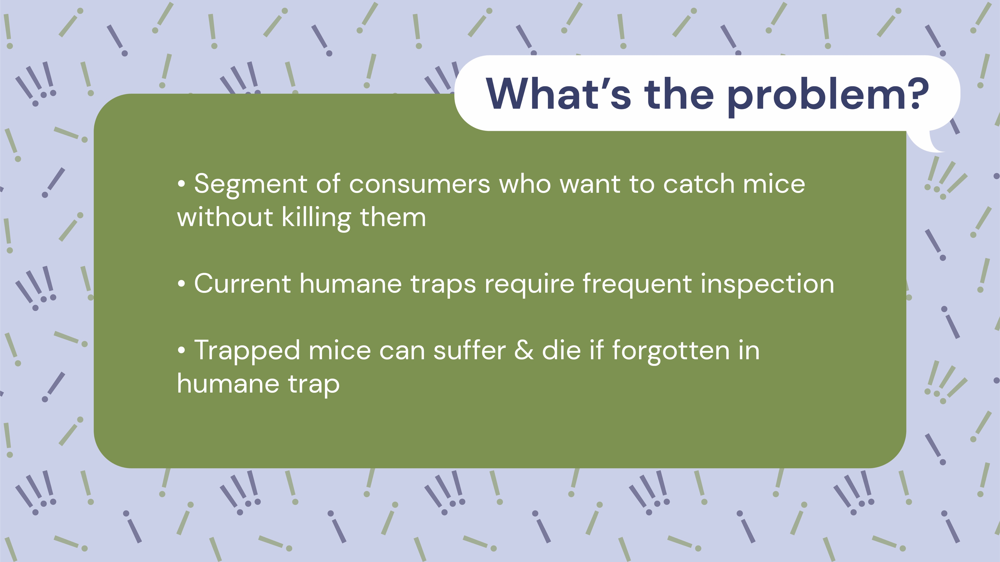 What’s the problem?
• Segment of consumers who want to catch mice
without killing them
• Current humane traps require frequent inspection
• Trapped mice can suffer & die if forgotten in
humane trap